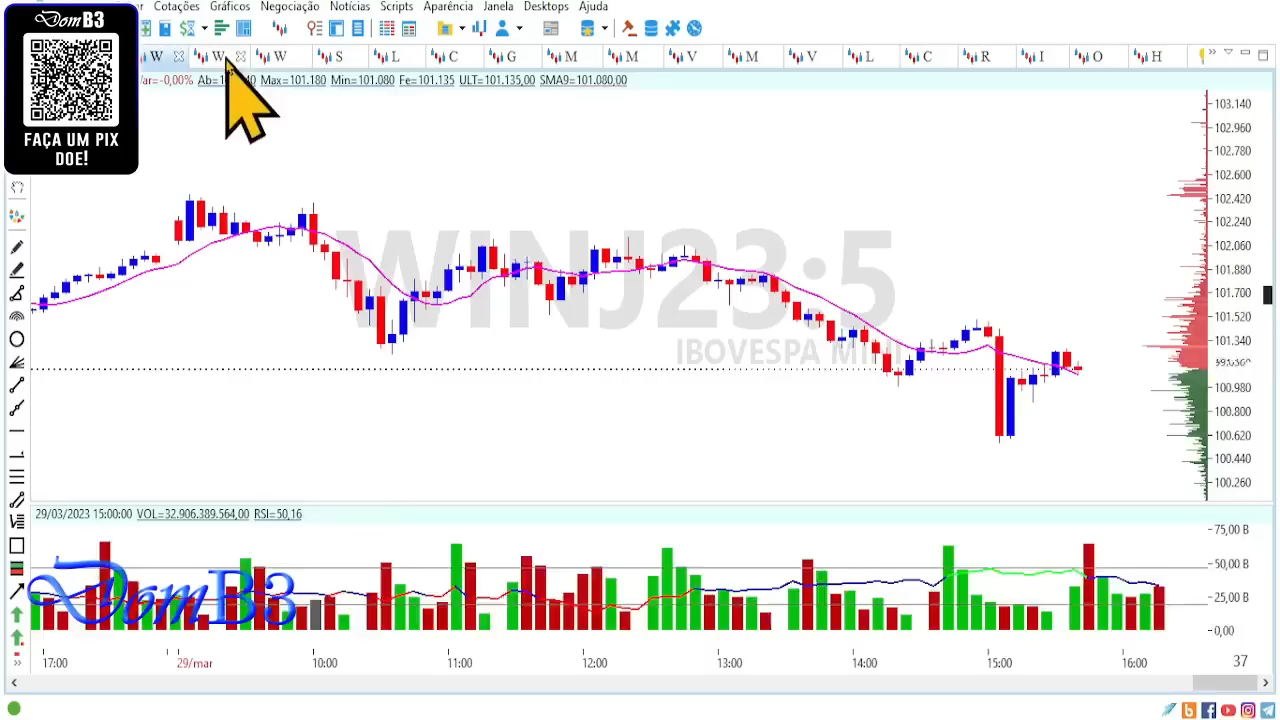 Cotações Gráficos Negociação Notícias Scripts Aparência Janela Desktops Ajuda
DomB3
FAÇA UM PIX
DOE!
W W W S L C G M M V M V L C R I O H
Var=-0,00% Max=101.180 Min=101.080 Fe=101.135 ULT=101.135,00 SMA9=101.080,00
WINJ23:5
IBOVESPA MINI
103.140
102.960
102.780
102.600
102.420
102.240
102.060
101.880
101.700
101.520
101.340
100.980
100.800
100.620
100.440
100.260
29/03/2023 15:00:00 VOL=32.906.389.564,00 RSI=50,16
75,00 B
50,00 B
25,00 B
0,00
DomB3
17:00 29/mar 10:00 11:00 12:00 13:00 14:00 15:00 16:00 37